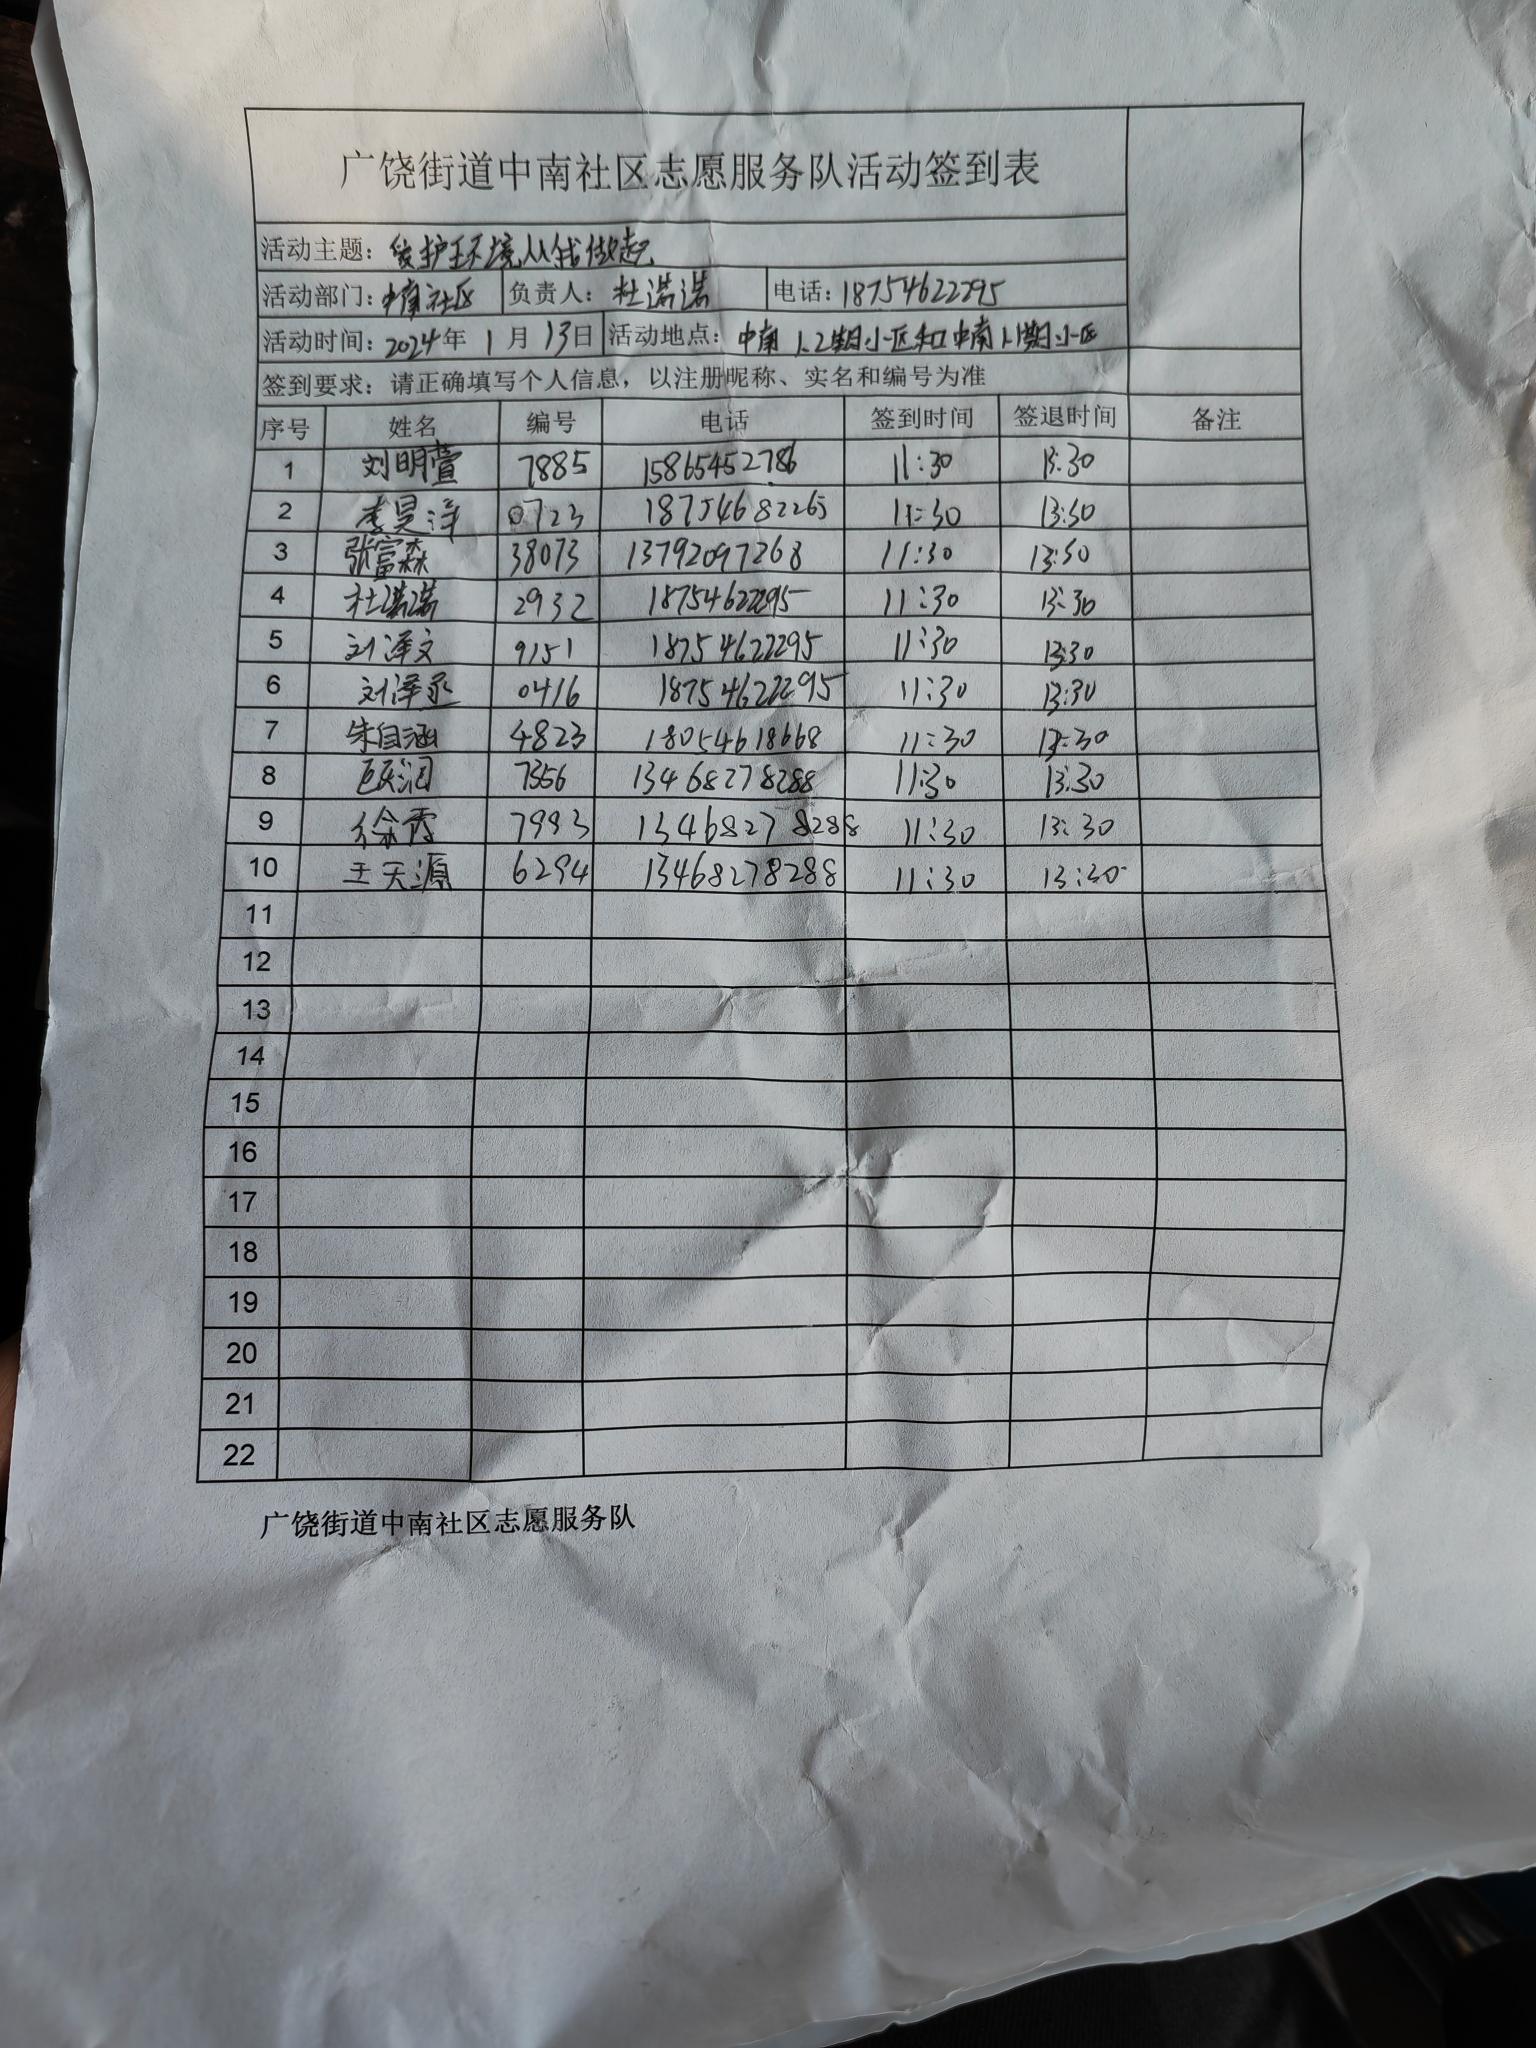 广饶街道中南社区志愿服务队活动签到表
活动主题：爱护环境从我做起
活动部门：中南社区 负责人：杜潇潇 电话：18754622295
活动时间：2024年1月13日 活动地点：中南1.2期小区和中南1.1期小区
签到要求：请正确填写个人信息，以注册昵称、实名和编号为准
序号 姓名 编号 电话 签到时间 签退时间 备注
1 刘明萱 7885 15865452786 11:30 13:30
2 李昊洋 0723 18754682265 11:30 13:30
3 张富森 38073 13792097268 11:30 13:30
4 杜潇潇 2932 18754622295 11:30 13:30
5 刘泽文 9151 18754622295 11:30 13:30
6 刘泽丞 0416 18754622295 11:30 13:30
7 朱自涵 4823 18054618668 11:30 13:30
8 7356 13468278288 11:30 13:30
9 徐秀 7993 13468278288 11:30 13:30
10 王天源 6294 13468278288 11:30 13:30
11
12
13
14
15
16
17
18
19
20
21
22
广饶街道中南社区志愿服务队